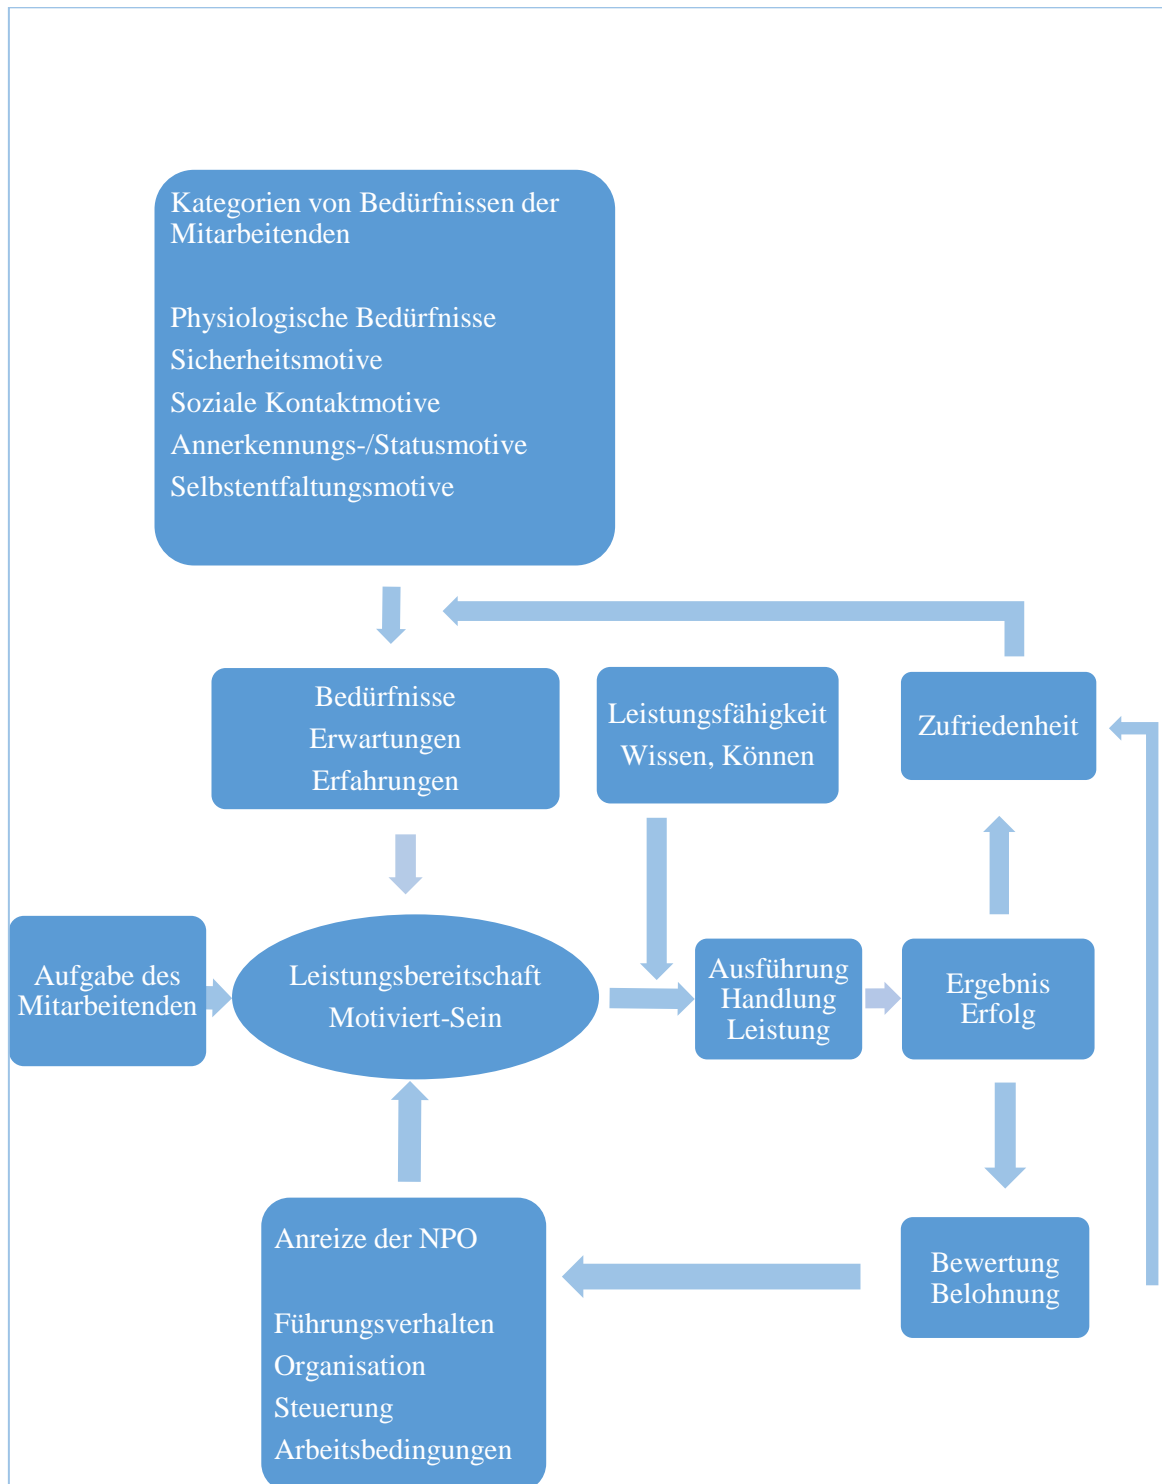 Kategorien von Bedürfnissen der
Mitarbeitenden
Physiologische Bedürfnisse
Sicherheitsmotive
Soziale Kontaktmotive
Annerkennungs-/Statusmotive
Selbstentfaltungsmotive
Bedürfnisse
Erwartungen
Erfahrungen
Leistungsfähigkeit
Wissen, Können
Zufriedenheit
Aufgabe des
Mitarbeitenden
Leistungsbereitschaft
Motiviert-Sein
Ausführung
Handlung
Leistung
Ergebnis
Erfolg
Anreize der NPO
Führungsverhalten
Organisation
Steuerung
Arbeitsbedingungen
Bewertung
Belohnung